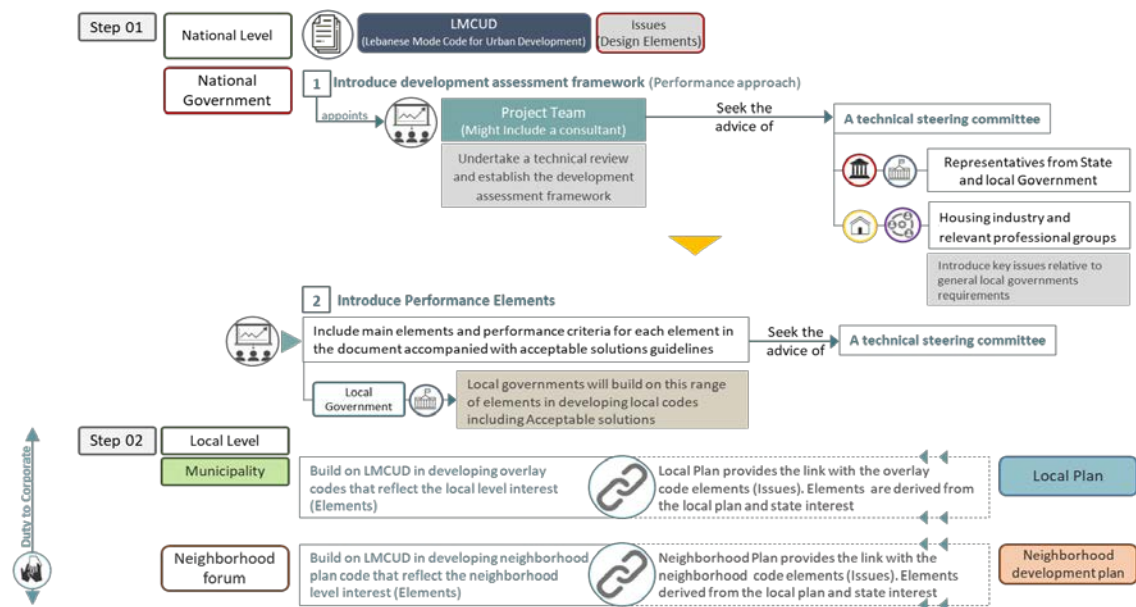 Step 01
National Level
LMCUD
(Lebanese Mode Code for Urban Development)
Issues
(Design Elements)
National
Government
1
Introduce development assessment framework (Performance approach)
appoints
Project Team
(Might Include a consultant)
Seek the
advice of
A technical steering committee
Undertake a technical review
and establish the development
assessment framework
Representatives from State
and local Government
Housing industry and
relevant professional groups
Introduce key issues relative to
general local governments
requirements
2
Introduce Performance Elements
Include main elements and performance criteria for each element in
the document accompanied with acceptable solutions guidelines
Seek the
advice of
A technical steering committee
Local
Government
Local governments will build on this range
of elements in developing local codes
including Acceptable solutions
Duty to Corporate
Step 02
Local Level
Municipality
Build on LMCUD in developing overlay
codes that reflect the local level interest
(Elements)
Local Plan provides the link with the overlay
code elements (Issues). Elements are derived from
the local plan and state interest
Local Plan
Neighborhood
forum
Build on LMCUD in developing neighborhood
plan code that reflect the neighborhood
level interest (Elements)
Neighborhood Plan provides the link with the
neighborhood code elements (Issues). Elements
derived from the local plan and state interest
Neighborhood
development plan